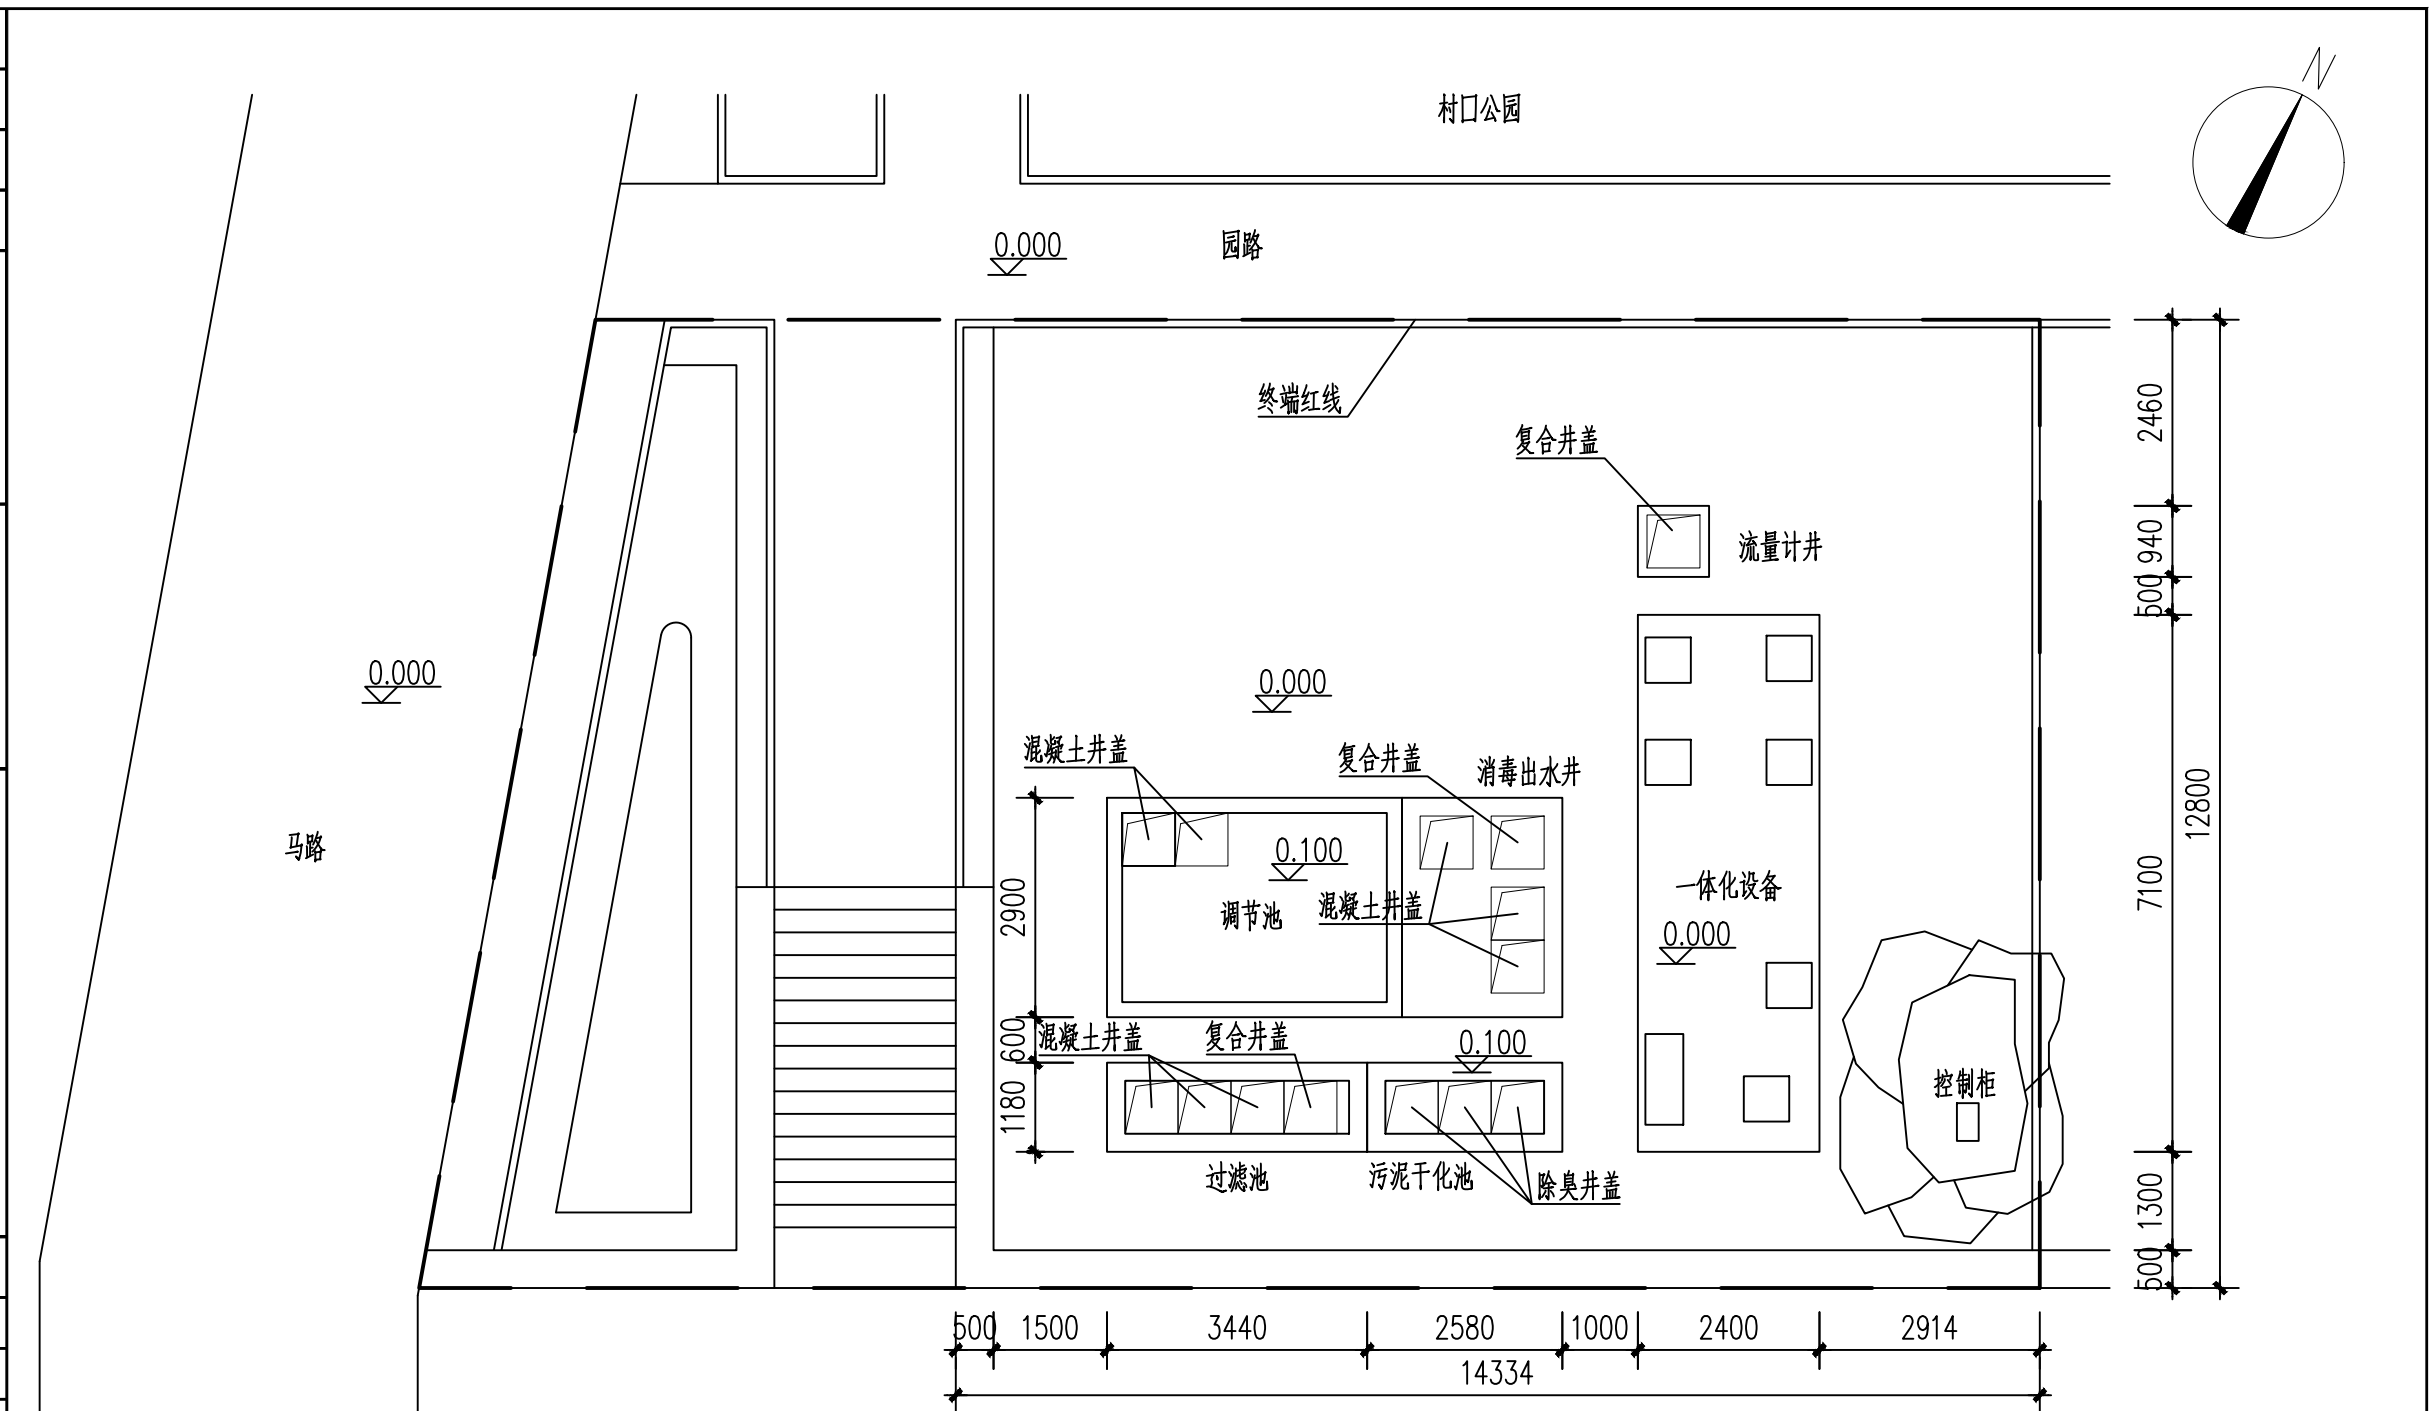 N
村口公园
0.000
园路
终端红线
2460
复合井盖
940
流量计井
500
0.000
0.000
混凝土井盖
复合井盖
消毒出水井
12800
马路
0.100
2900
调节池
混凝土井盖
一体化设备
7100
0.000
600
混凝土井盖
复合井盖
0.100
控制柜
1180
过滤池
污泥干化池
除臭井盖
1300
500
500
1500
3440
2580
1000
2400
2914
14334